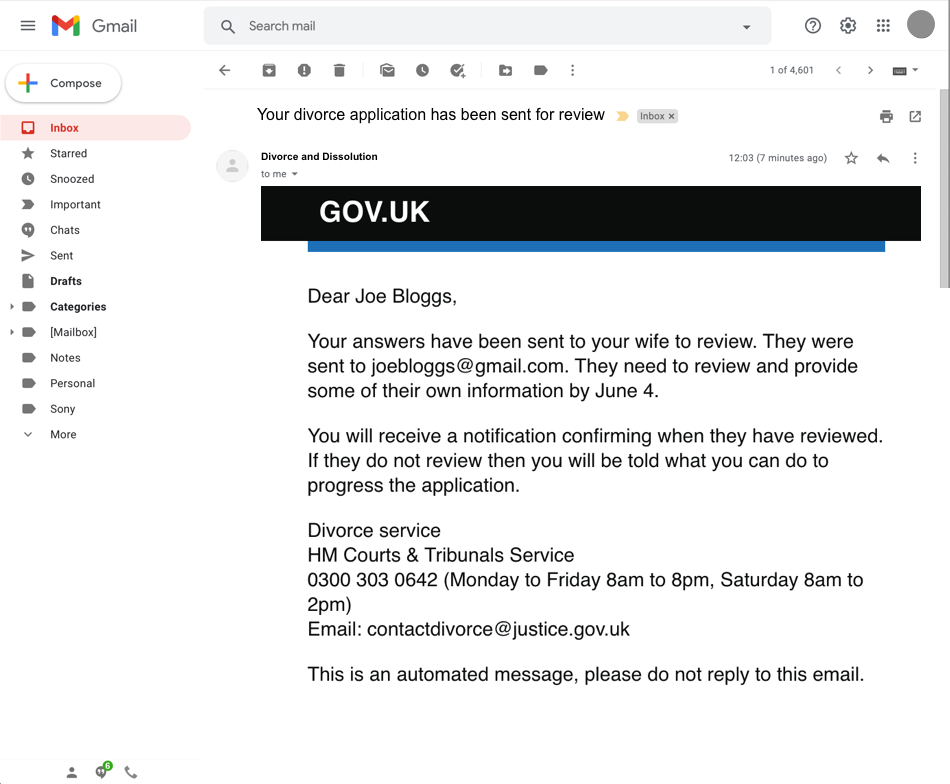 Gmail
Search mail
Compose
1 of 4,601
Inbox
Starred
Snoozed
Important
Chats
Sent
Drafts
Categories
[Mailbox]
Notes
Personal
Sony
More
6
Your divorce application has been sent for review
Inbox ×
Divorce and Dissolution
12:03 (7 minutes ago)
to me
GOV.UK
Dear Joe Bloggs,
Your answers have been sent to your wife to review. They were
sent to joebloggs@gmail.com. They need to review and provide
some of their own information by June 4.
You will receive a notification confirming when they have reviewed.
If they do not review then you will be told what you can do to
progress the application.
Divorce service
HM Courts & Tribunals Service
0300 303 0642 (Monday to Friday 8am to 8pm, Saturday 8am to
2pm)
Email: contactdivorce@justice.gov.uk
This is an automated message, please do not reply to this email.